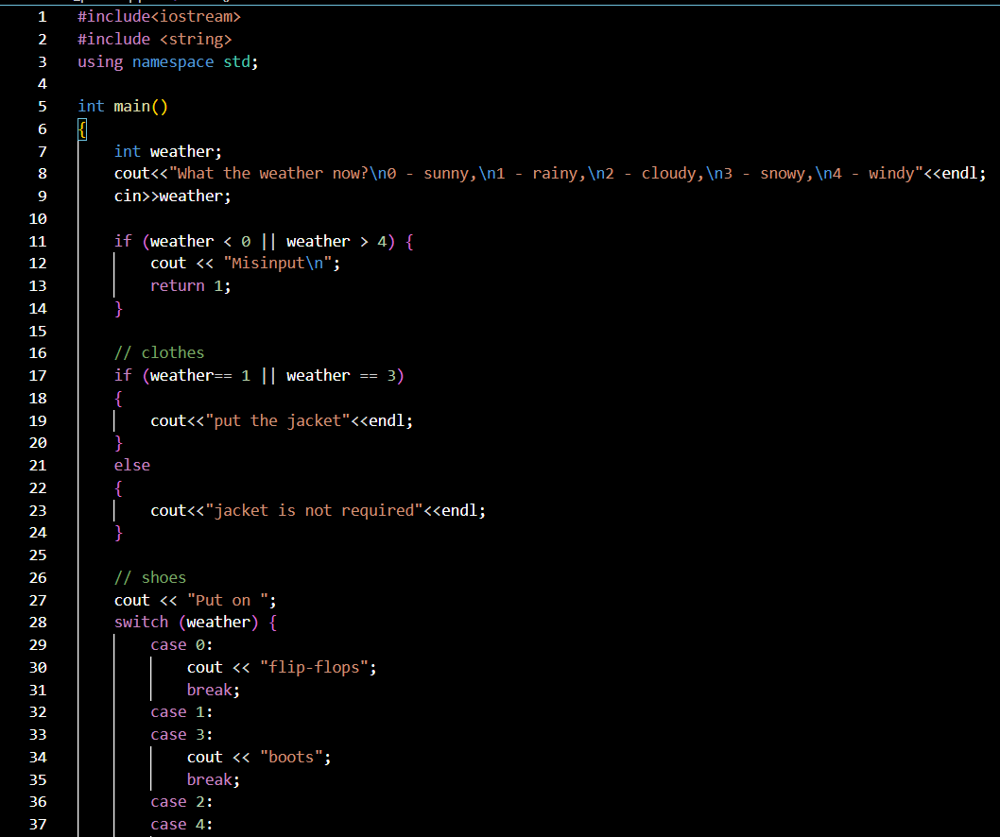 1 #include<iostream>
2 #include <string>
3 using namespace std;
4
5 int main()
6 {
7     int weather;
8     cout<<"What the weather now?\n0 - sunny,\n1 - rainy,\n2 - cloudy,\n3 - snowy,\n4 - windy"<<endl;
9     cin>>weather;
10
11     if (weather < 0 || weather > 4) {
12         cout << "Misinput\n";
13         return 1;
14     }
15
16     // clothes
17     if (weather== 1 || weather == 3)
18     {
19         cout<<"put the jacket"<<endl;
20     }
21     else
22     {
23         cout<<"jacket is not required"<<endl;
24     }
25
26     // shoes
27     cout << "Put on ";
28     switch (weather) {
29         case 0:
30             cout << "flip-flops";
31             break;
32         case 1:
33         case 3:
34             cout << "boots";
35             break;
36         case 2:
37         case 4: